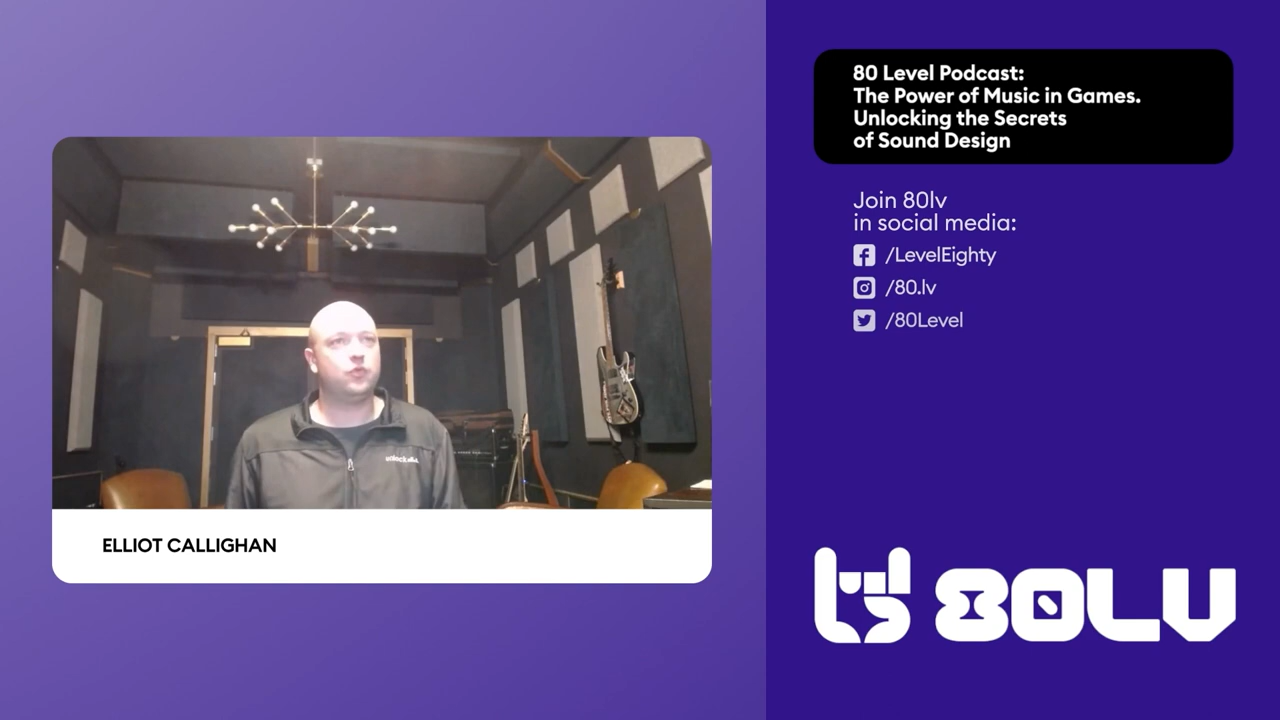 80 Level Podcast:
The Power of Music in Games.
Unlocking the Secrets
of Sound Design
Join 80lv
in social media:
/LevelEighty
/80.lv
/80Level
ELLIOT CALLIGHAN
80LV